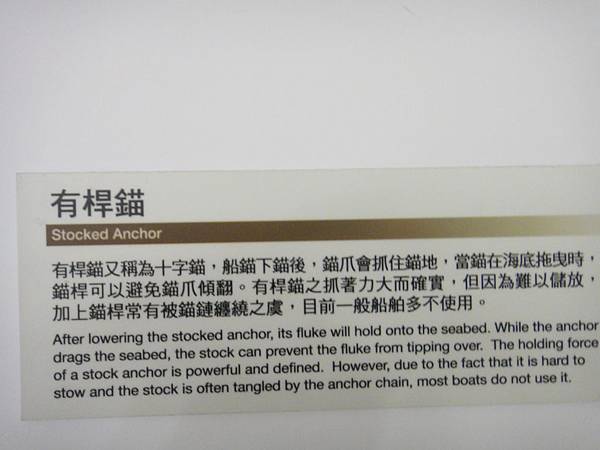 有桿錨
Stocked Anchor
有桿錨又稱為十字錨，船錨下錨後，錨爪會抓住錨地，當錨在海底拖曳時，
錨桿可以避免錨爪傾翻。有桿錨之抓著力大而確實，但因為難以儲放，
加上錨桿常有被錨鏈纏繞之虞，目前一般船舶多不使用。
After lowering the stocked anchor, its fluke will hold onto the seabed. While the anchor
drags the seabed, the stock can prevent the fluke from tipping over.  The holding force
of a stock anchor is powerful and defined.  However, due to the fact that it is hard to
stow and the stock is often tangled by the anchor chain, most boats do not use it.